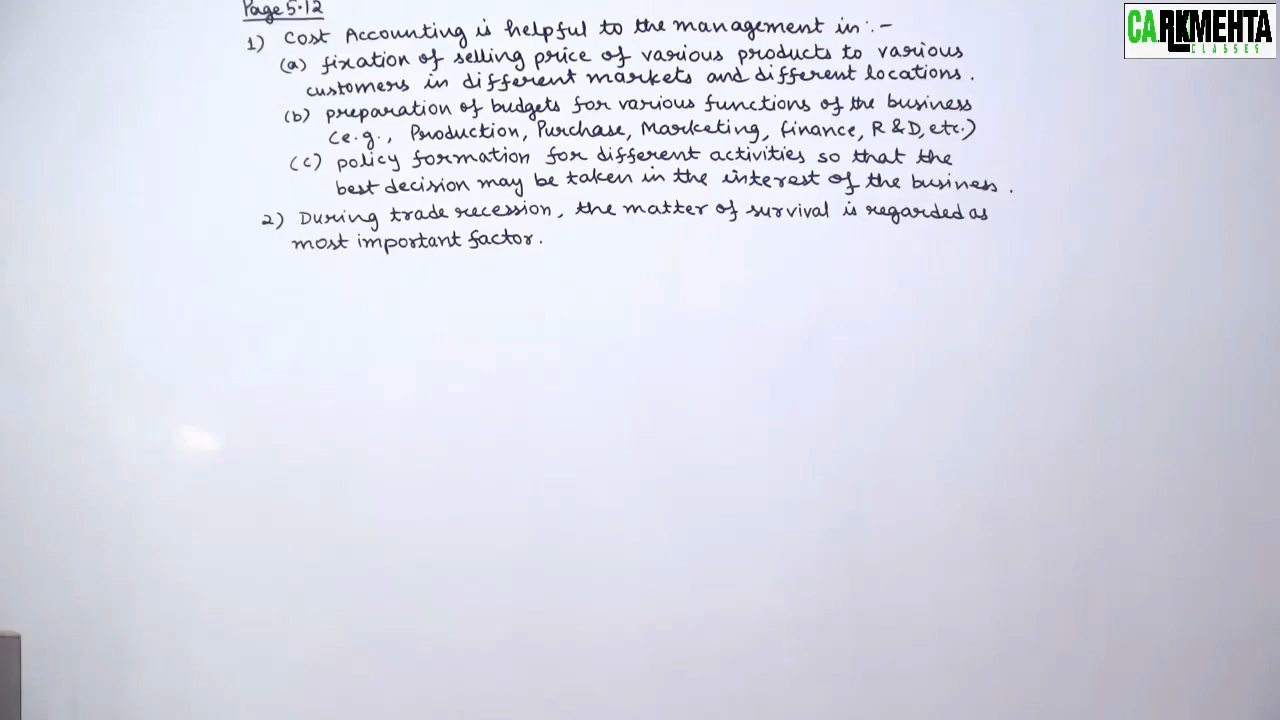 Page 5.12
CARKMEHTA
CLASSES
1) Cost Accounting is helpful to the management in :-
(a) fixation of selling price of various products to various
customers in different markets and different locations.
(b) preparation of budgets for various functions of the business
(e.g., Production, Purchase, Marketing, finance, R & D, etc.)
(c) policy formation for different activities so that the
best decision may be taken in the interest of the business.
2) During trade recession, the matter of survival is regarded as
most important factor.